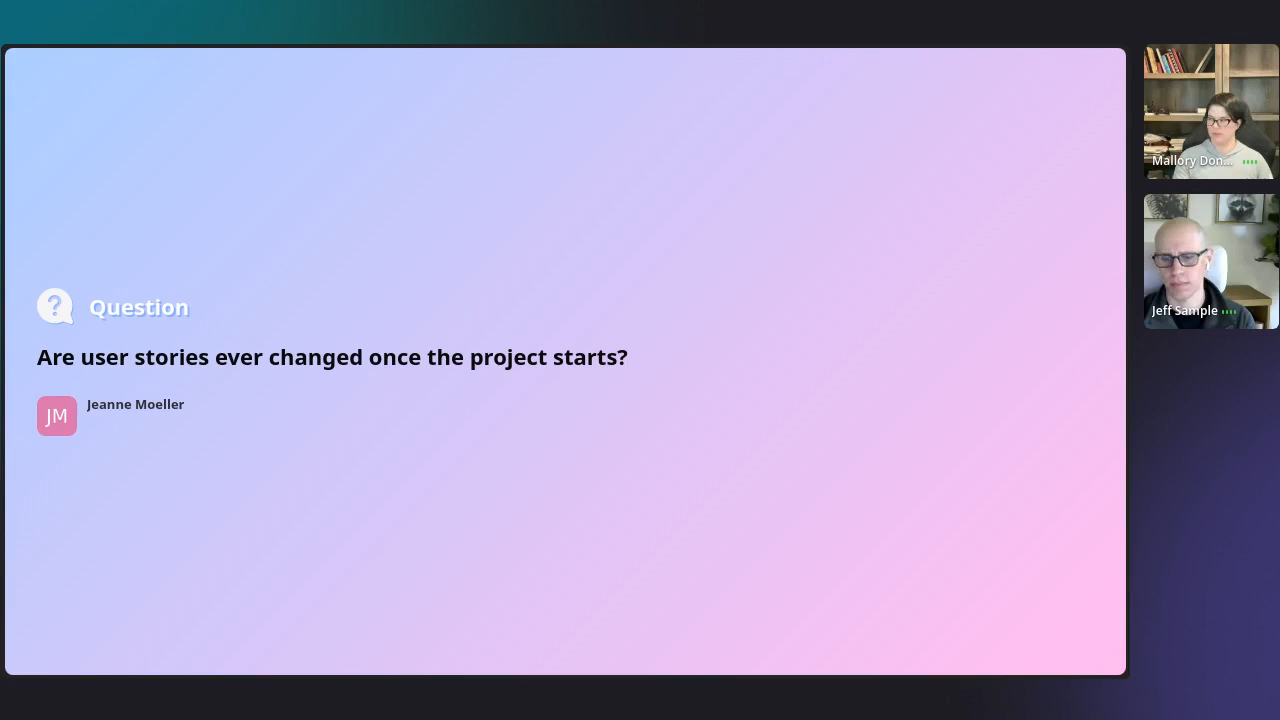 Question
Are user stories ever changed once the project starts?
JM
Jeanne Moeller
Mallory Don...
Jeff Sample